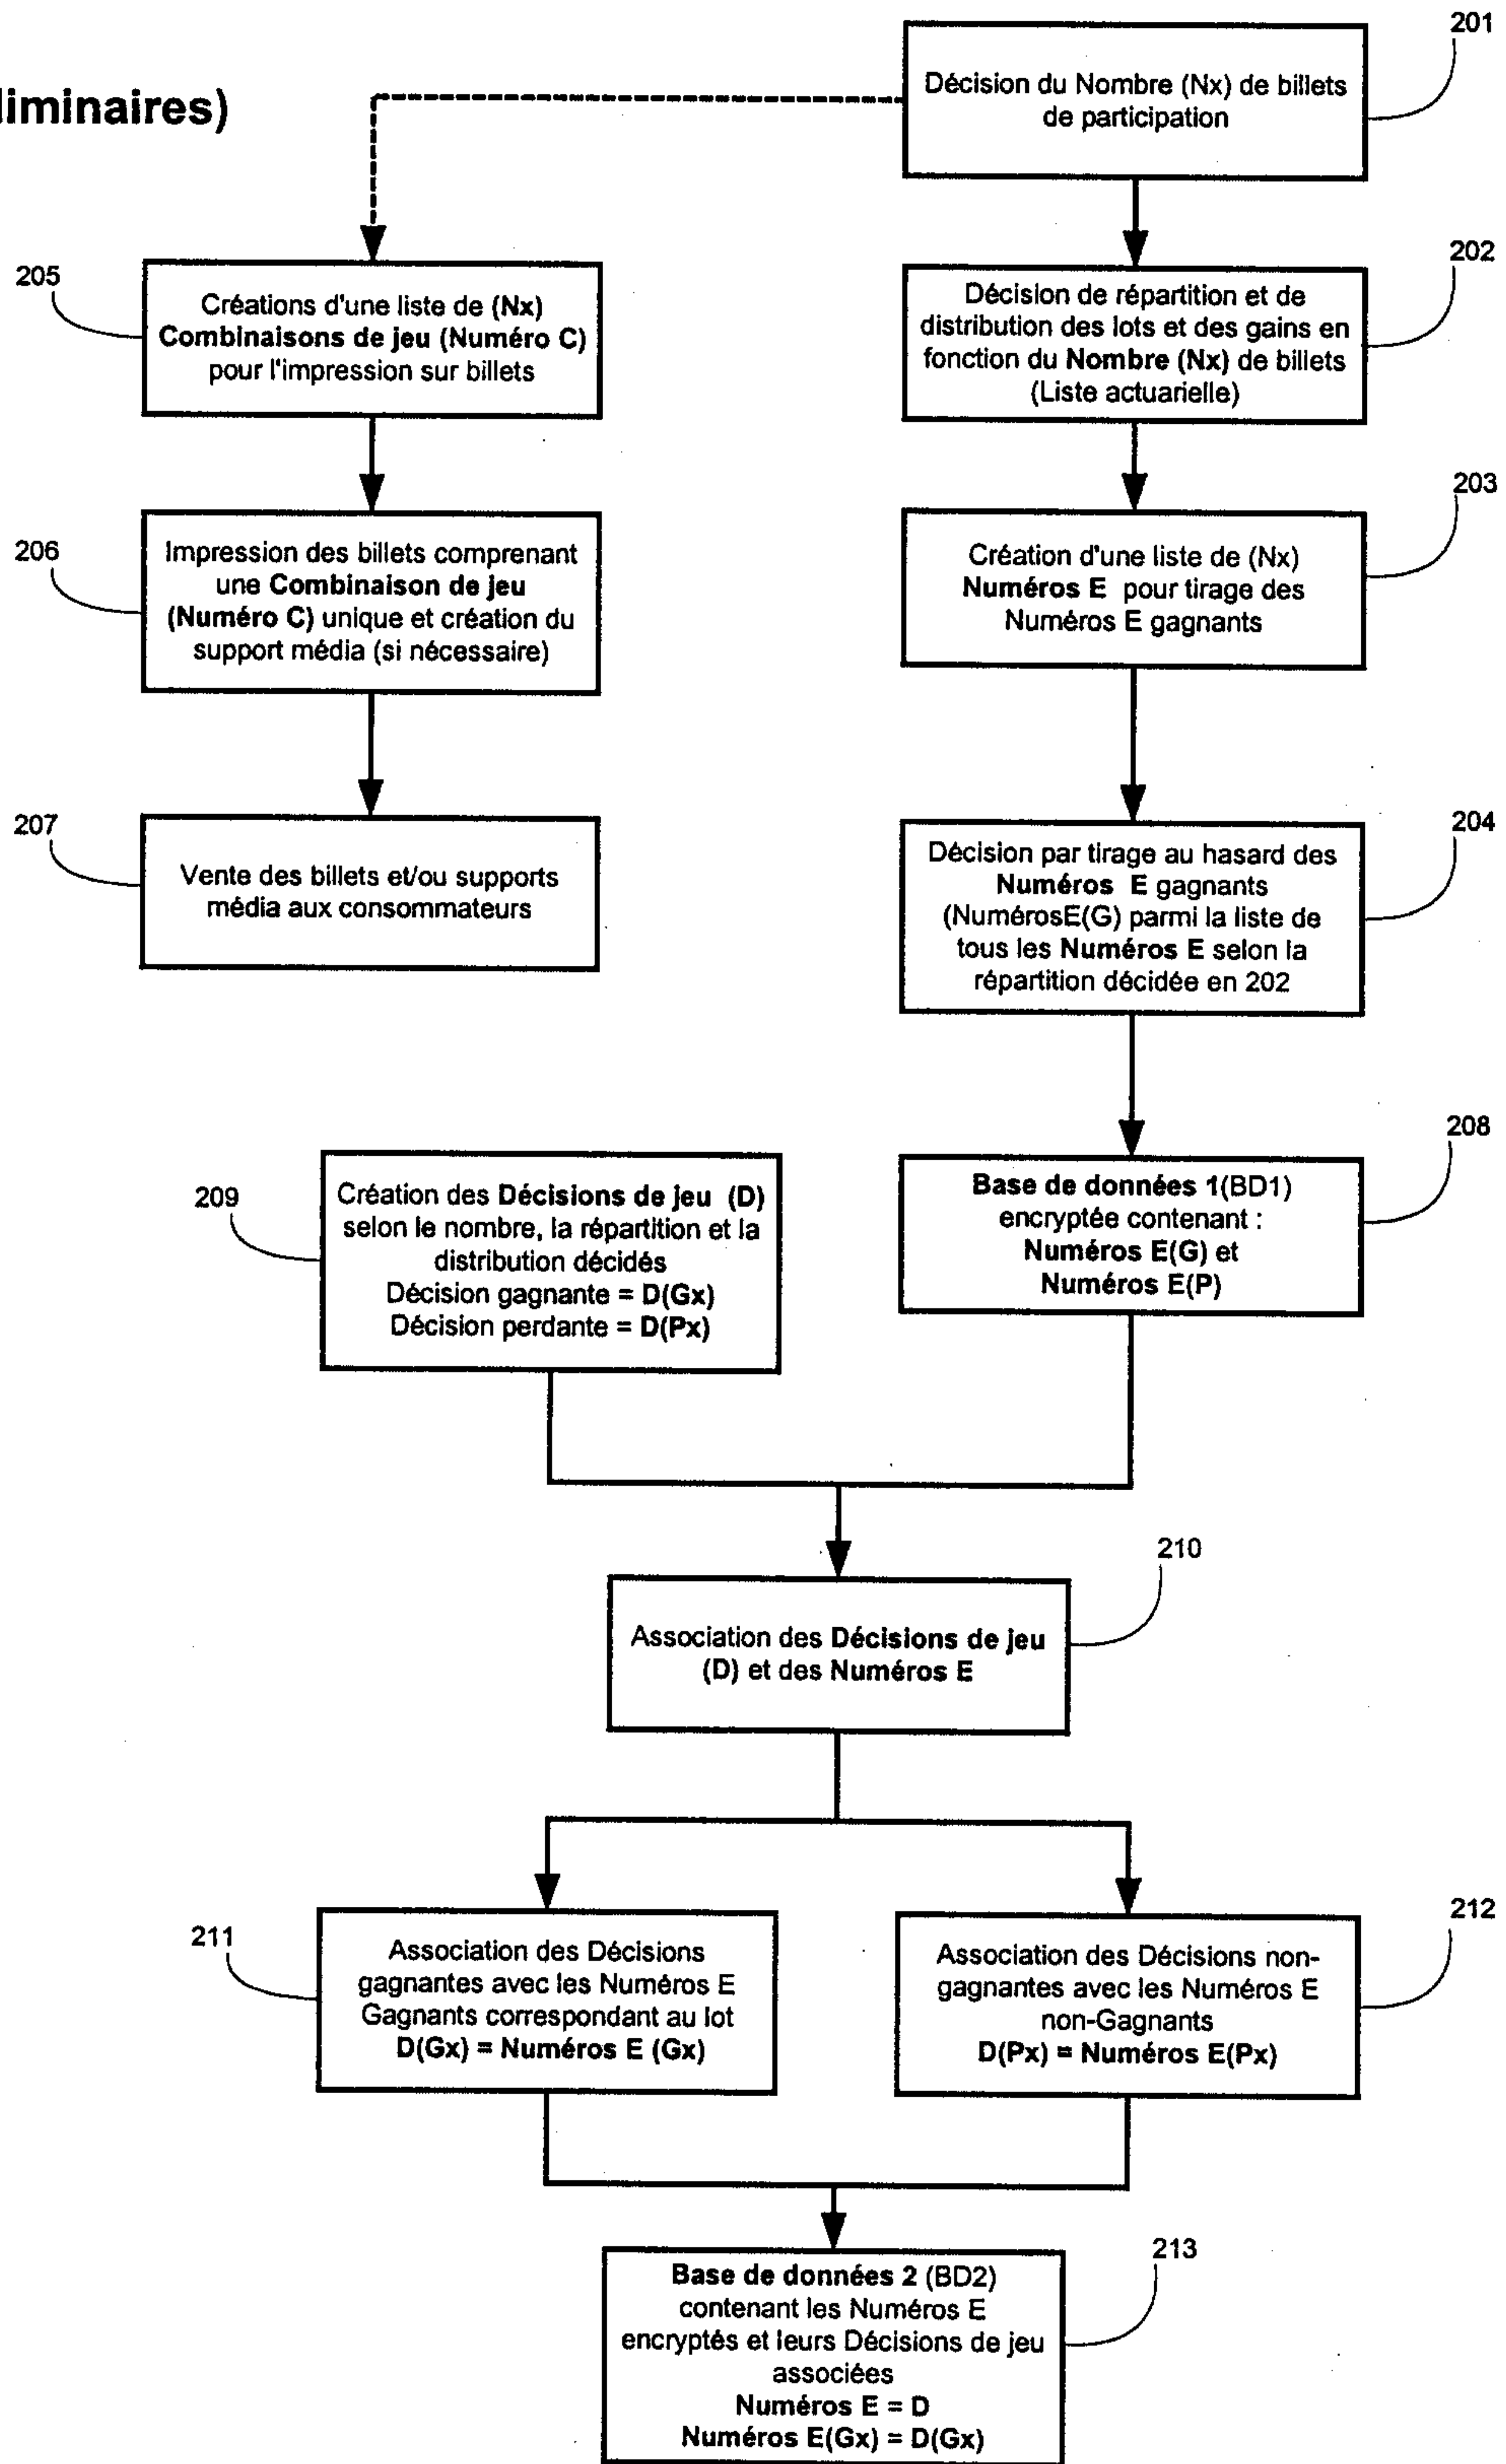 liminaires)
201
Décision du Nombre (Nx) de billets
de participation
202
Décision de répartition et de
distribution des lots et des gains en
fonction du Nombre (Nx) de billets
(Liste actuarielle)
205
Créations d'une liste de (Nx)
Combinaisons de jeu (Numéro C)
pour l'impression sur billets
203
Création d'une liste de (Nx)
Numéros E pour tirage des
Numéros E gagnants
206
Impression des billets comprenant
une Combinaison de jeu
(Numéro C) unique et création du
support média (si nécessaire)
204
Décision par tirage au hasard des
Numéros E gagnants
(NumérosE(G) parmi la liste de
tous les Numéros E selon la
répartition décidée en 202
207
Vente des billets et/ou supports
média aux consommateurs
208
Base de données 1(BD1)
encryptée contenant :
Numéros E(G) et
Numéros E(P)
209
Création des Décisions de jeu (D)
selon le nombre, la répartition et la
distribution décidés
Décision gagnante = D(Gx)
Décision perdante = D(Px)
210
Association des Décisions de jeu
(D) et des Numéros E
211
Association des Décisions
gagnantes avec les Numéros E
Gagnants correspondant au lot
D(Gx) = Numéros E (Gx)
212
Association des Décisions non-
gagnantes avec les Numéros E
non-Gagnants
D(Px) = Numéros E(Px)
213
Base de données 2 (BD2)
contenant les Numéros E
encryptés et leurs Décisions de jeu
associées
Numéros E = D
Numéros E(Gx) = D(Gx)